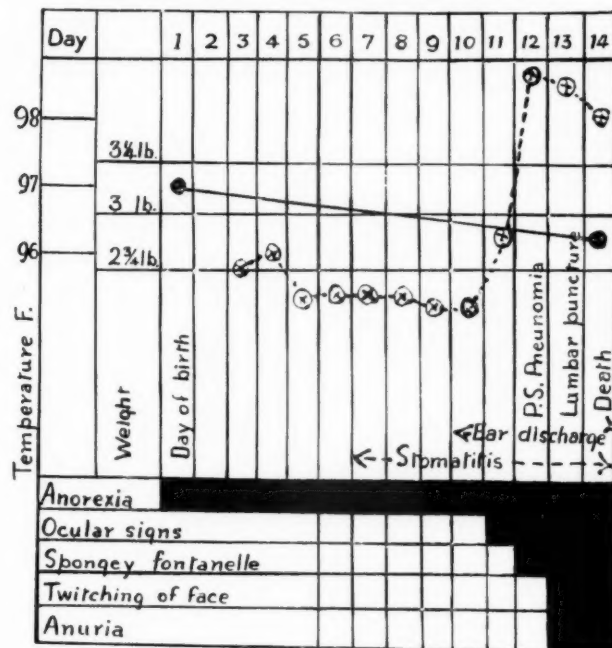 Day 1 2 3 4 5 6 7 8 9 10 11 12 13 14
98
3¼ lb.
97
3 lb.
96
2¾ lb.
Temperature F.
Weight
Day of birth
P.S. Pneunomia
Lumbar puncture
Death
Ear discharge
Stomatitis
Anorexia
Ocular signs
Spongey fontanelle
Twitching of face
Anuria